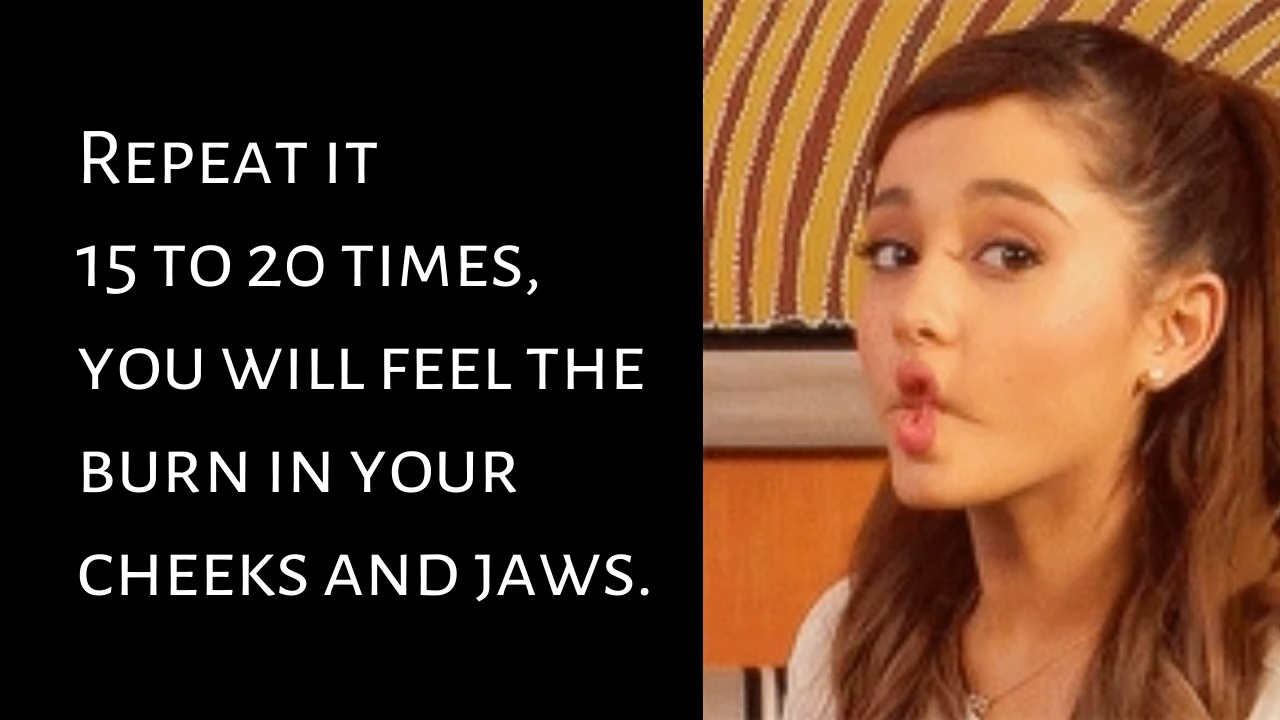 Repeat it
15 to 20 times,
you will feel the
burn in your
cheeks and jaws.